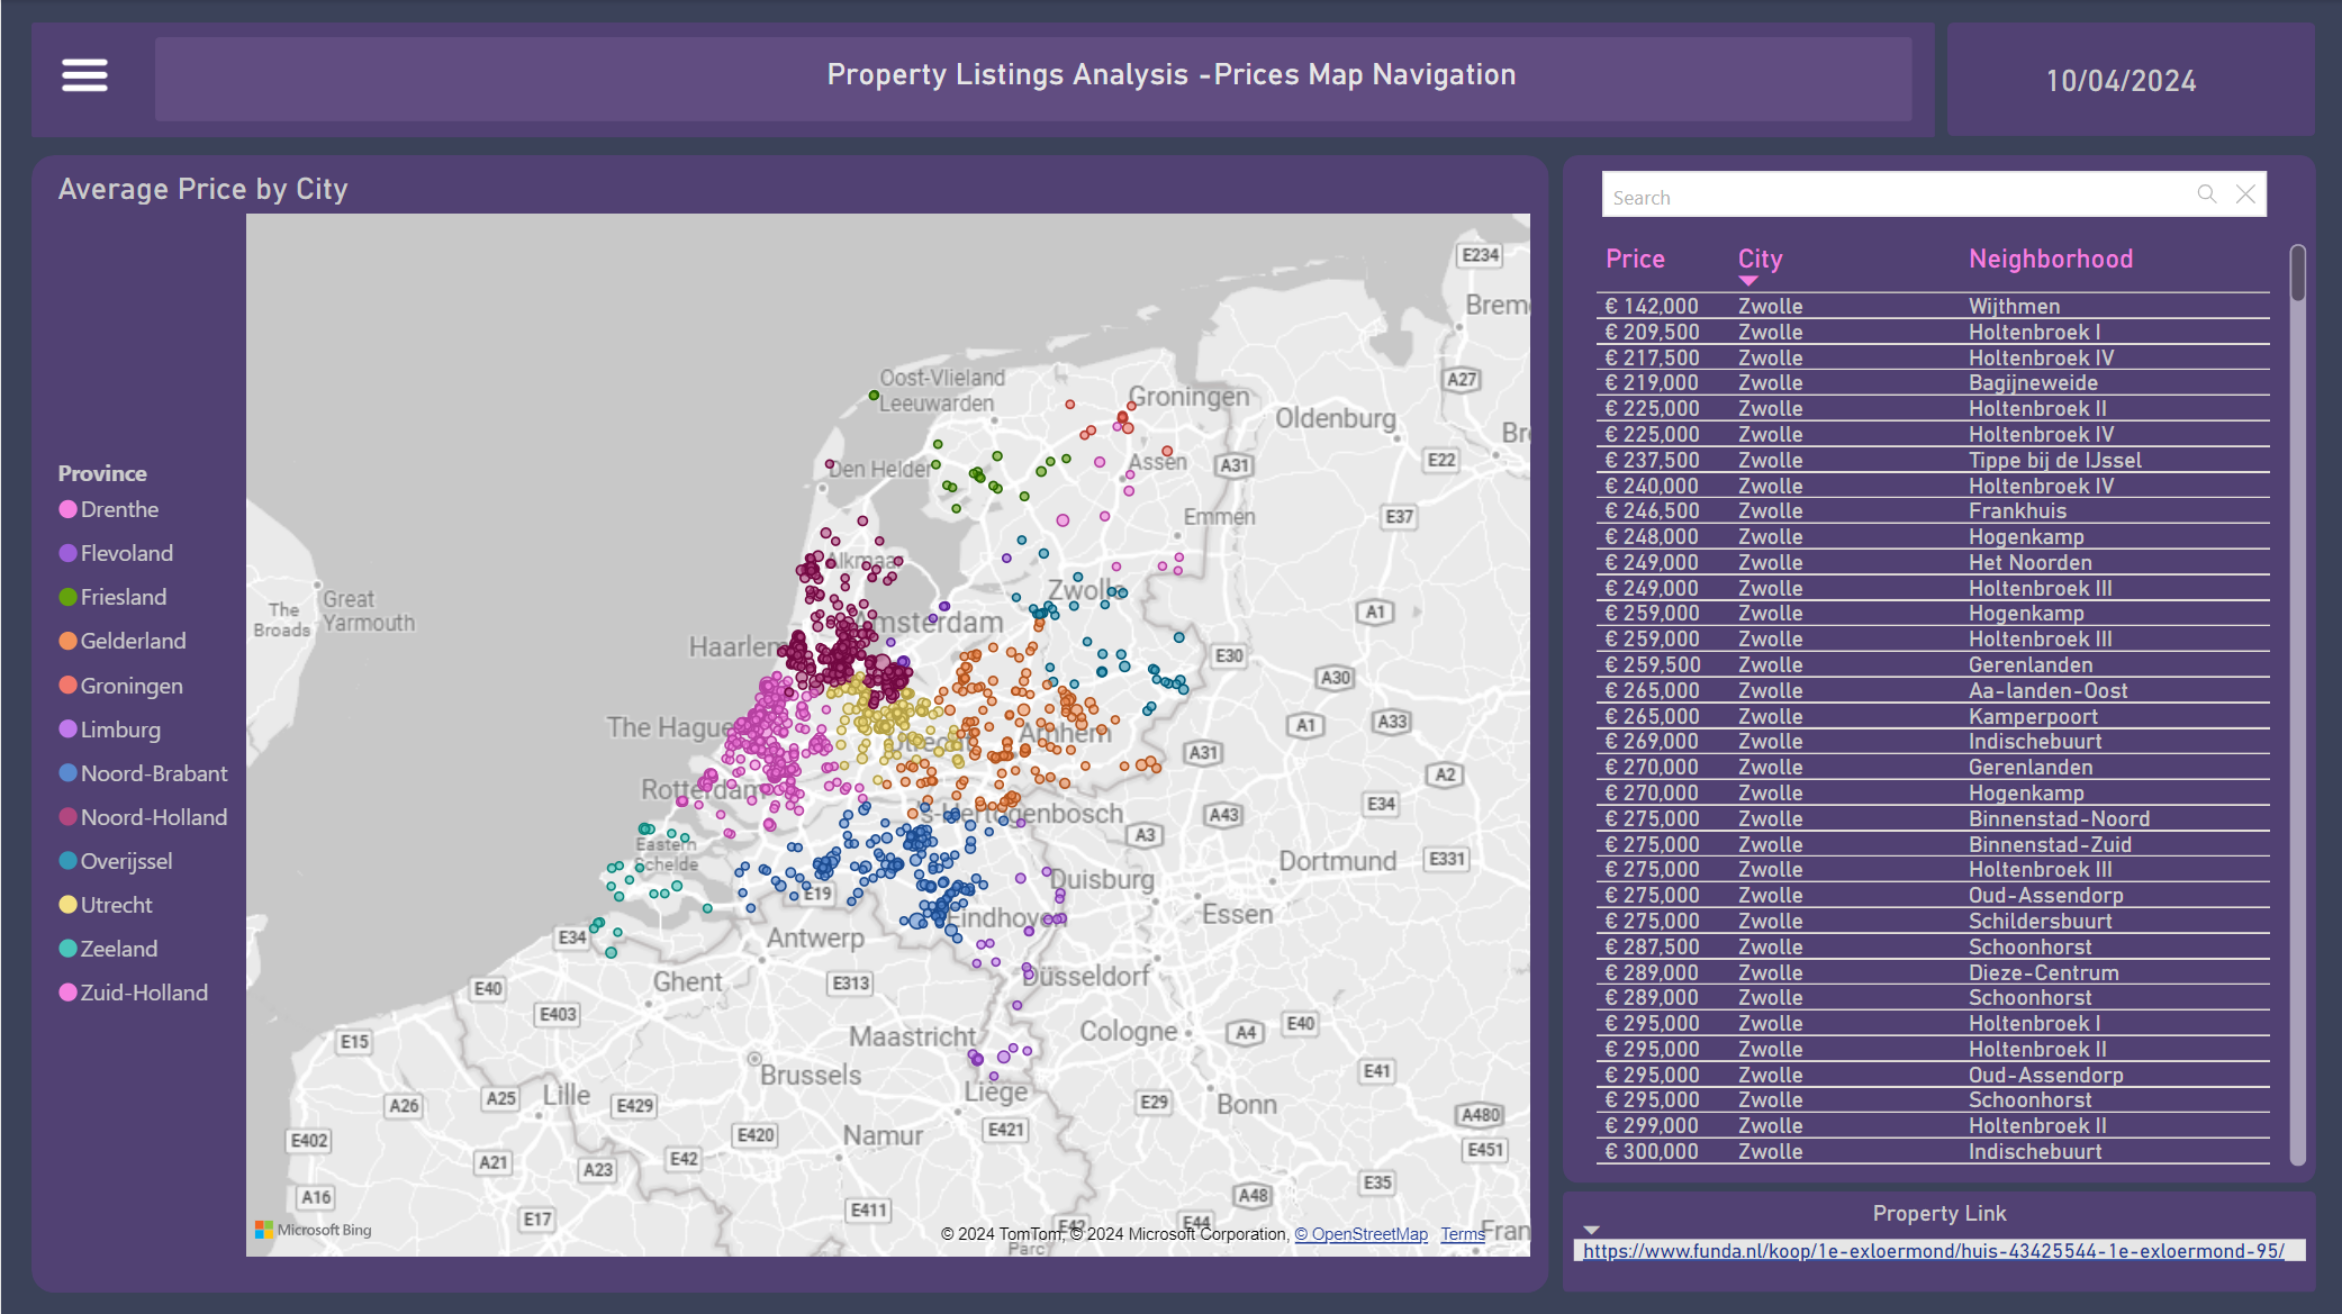 Property Listings Analysis -Prices Map Navigation
10/04/2024
Average Price by City
Province
Drenthe
Flevoland
Friesland
Gelderland
Groningen
Limburg
Noord-Brabant
Noord-Holland
Overijssel
Utrecht
Zeeland
Zuid-Holland
E234
Oost-Vlieland
Leeuwarden
Groningen
A27
Oldenburg
Den Helder
Assen
A31
E22
Emmen
E37
Alkmaar
Zwolle
Great
Yarmouth
The
Broads
A1
Amsterdam
Haarlem
E30
A30
The Hague
Arnhem
A1
A33
A31
Utrecht
Rotterdam
A2
's-Hertogenbosch
E34
A43
A3
Eastern
Schelde
Dortmund
E331
Duisburg
E19
Essen
Eindhoven
E34
Antwerp
Düsseldorf
Ghent
E313
E40
E403
Maastricht
Cologne
A4
E40
E15
Brussels
Liège
E41
Lille
A25
A26
E429
E29
Bonn
A480
E402
E420
Namur
E421
E451
A21
A23
E42
A16
E17
E411
A48
E35
E42
E44
Microsoft Bing
© 2024 TomTom, © 2024 Microsoft Corporation, © OpenStreetMap Terms
Search
Price City Neighborhood
€ 142,000 Zwolle Wijthmen
€ 209,500 Zwolle Holtenbroek I
€ 217,500 Zwolle Holtenbroek IV
€ 219,000 Zwolle Bagijneweide
€ 225,000 Zwolle Holtenbroek II
€ 225,000 Zwolle Holtenbroek IV
€ 237,500 Zwolle Tippe bij de IJssel
€ 240,000 Zwolle Holtenbroek IV
€ 246,500 Zwolle Frankhuis
€ 248,000 Zwolle Hogenkamp
€ 249,000 Zwolle Het Noorden
€ 249,000 Zwolle Holtenbroek III
€ 259,000 Zwolle Hogenkamp
€ 259,000 Zwolle Holtenbroek III
€ 259,500 Zwolle Gerenlanden
€ 265,000 Zwolle Aa-landen-Oost
€ 265,000 Zwolle Kamperpoort
€ 269,000 Zwolle Indischebuurt
€ 270,000 Zwolle Gerenlanden
€ 270,000 Zwolle Hogenkamp
€ 275,000 Zwolle Binnenstad-Noord
€ 275,000 Zwolle Binnenstad-Zuid
€ 275,000 Zwolle Holtenbroek III
€ 275,000 Zwolle Oud-Assendorp
€ 275,000 Zwolle Schildersbuurt
€ 287,500 Zwolle Schoonhorst
€ 289,000 Zwolle Dieze-Centrum
€ 289,000 Zwolle Schoonhorst
€ 295,000 Zwolle Holtenbroek I
€ 295,000 Zwolle Holtenbroek II
€ 295,000 Zwolle Oud-Assendorp
€ 295,000 Zwolle Schoonhorst
€ 299,000 Zwolle Holtenbroek II
€ 300,000 Zwolle Indischebuurt
Property Link
https://www.funda.nl/koop/1e-exloermond/huis-43425544-1e-exloermond-95/